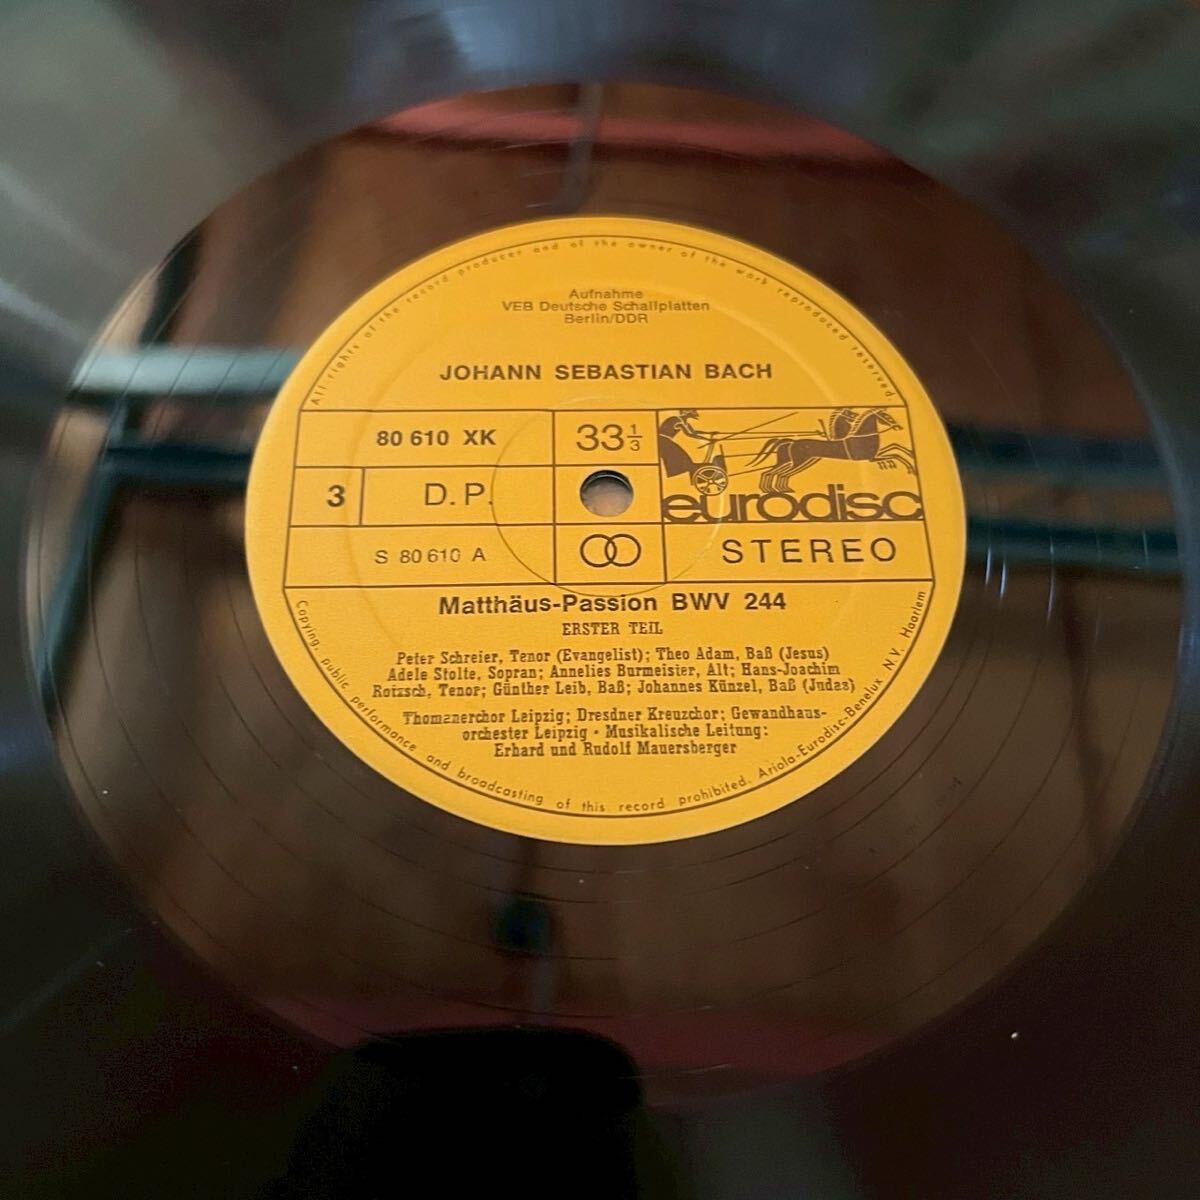 All rights of the record producer and of the owner of the work reproduced reserved.
Aufnahme
VEB Deutsche Schallplatten
Berlin/DDR
JOHANN SEBASTIAN BACH
80 610 XK
33 1/3
3
D.P.
eurodisc
S 80610 A
STEREO
Matthäus-Passion BWV 244
ERSTER TEIL
Peter Schreier, Tenor (Evangelist); Theo Adam, Baß (Jesus)
Adele Stolte, Sopran; Annelies Burmeister, Alt; Hans-Joachim
Rotzsch, Tenor; Günther Leib, Baß; Johannes Künzel, Baß (Judas)
Thomanerchor Leipzig; Dresdner Kreuzchor; Gewandhaus-
orchester Leipzig · Musikalische Leitung:
Erhard und Rudolf Mauersberger
Copying, public performance and broadcasting of this record prohibited. Ariola-Eurodisc-Benelux N.V. Haarlem